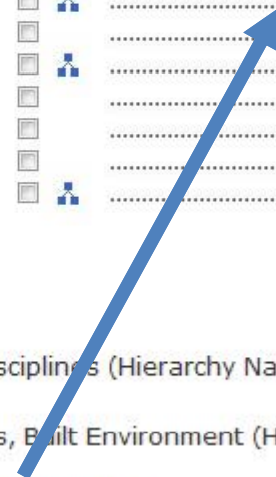 sciplines (Hierarchy Na
s, Built Environment (H